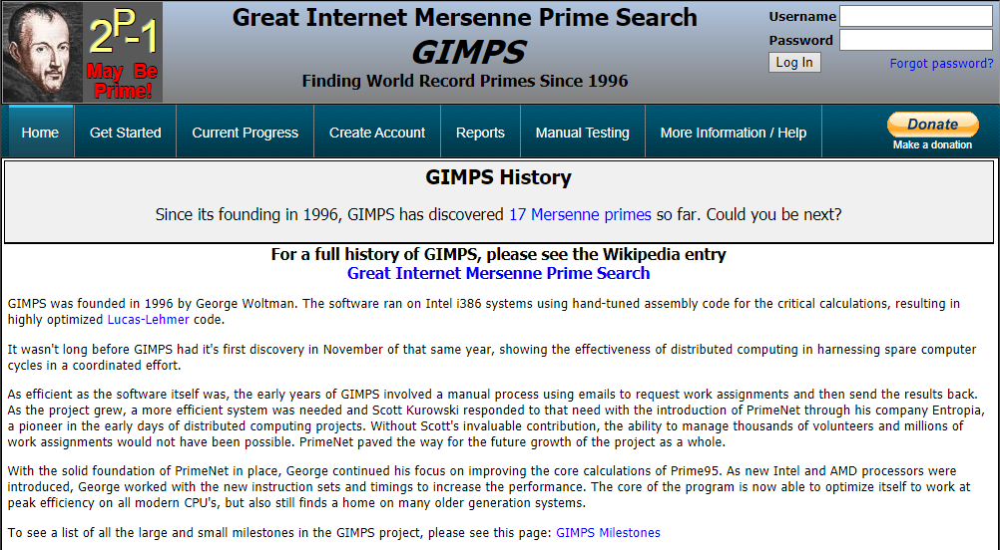 2P-1
May Be
Prime!
Great Internet Mersenne Prime Search
GIMPS
Finding World Record Primes Since 1996
Username
Password
Log In
Forgot password?
Home
Get Started
Current Progress
Create Account
Reports
Manual Testing
More Information / Help
Donate
Make a donation
GIMPS History
Since its founding in 1996, GIMPS has discovered 17 Mersenne primes so far. Could you be next?
For a full history of GIMPS, please see the Wikipedia entry
Great Internet Mersenne Prime Search
GIMPS was founded in 1996 by George Woltman. The software ran on Intel i386 systems using hand-tuned assembly code for the critical calculations, resulting in
highly optimized Lucas-Lehmer code.
It wasn't long before GIMPS had it's first discovery in November of that same year, showing the effectiveness of distributed computing in harnessing spare computer
cycles in a coordinated effort.
As efficient as the software itself was, the early years of GIMPS involved a manual process using emails to request work assignments and then send the results back.
As the project grew, a more efficient system was needed and Scott Kurowski responded to that need with the introduction of PrimeNet through his company Entropia,
a pioneer in the early days of distributed computing projects. Without Scott's invaluable contribution, the ability to manage thousands of volunteers and millions of
work assignments would not have been possible. PrimeNet paved the way for the future growth of the project as a whole.
With the solid foundation of PrimeNet in place, George continued his focus on improving the core calculations of Prime95. As new Intel and AMD processors were
introduced, George worked with the new instruction sets and timings to increase the performance. The core of the program is now able to optimize itself to work at
peak efficiency on all modern CPU's, but also still finds a home on many older generation systems.
To see a list of all the large and small milestones in the GIMPS project, please see this page: GIMPS Milestones